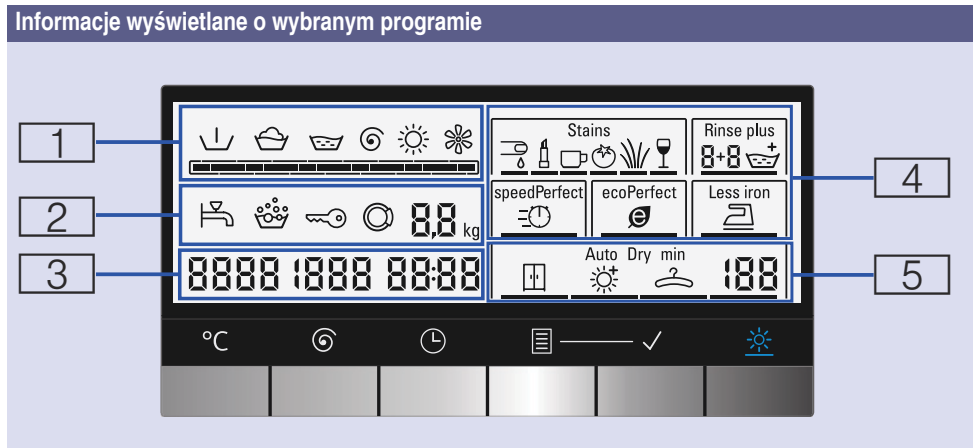 Informacje wyświetlane o wybranym programie
1
2
3
4
5
Stains
Rinse plus
8+8
speedPerfect
ecoPerfect
e
Less iron
8,8 kg
8888 1888 88:88
Auto Dry min
188
°C